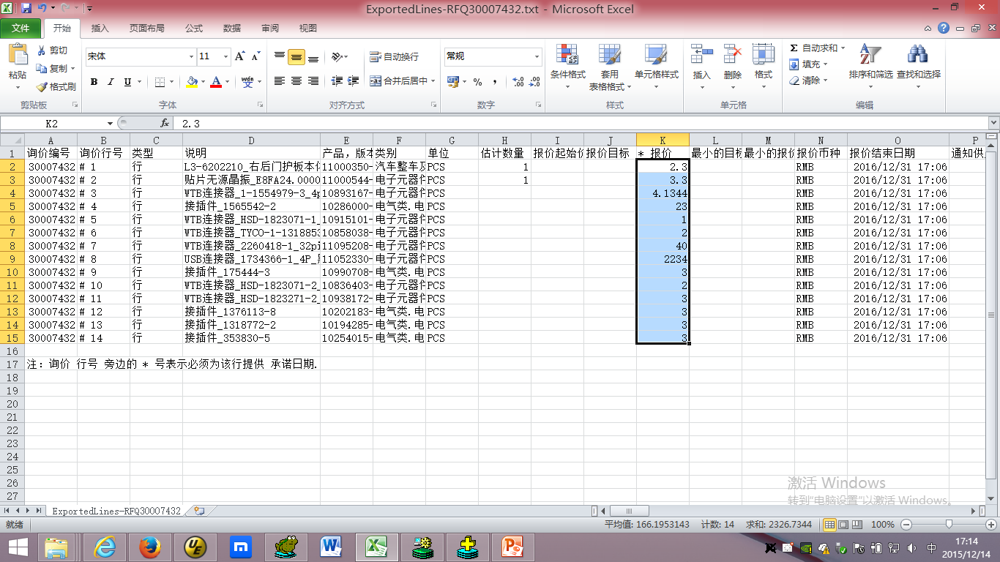 ExportedLines-RFQ30007432.txt - Microsoft Excel
文件 开始 插入 页面布局 公式 数据 审阅 视图
粘贴 剪切 复制 格式刷 剪贴板
宋体 11 B I U 字体
自动换行 合并后居中 对齐方式
常规 % 数字
条件格式 套用表格格式 单元格样式 样式
插入 删除 格式 单元格
Σ 自动求和 填充 清除 排序和筛选 查找和选择 编辑
K2 fx 2.3
A B C D E F G H I J K L M N O P
1 询价编号 询价行号 类型 说明 产品, 版本 类别 单位 估计数量 报价起始价 报价目标 * 报价 最小的目标 最小的报价 报价币种 报价结束日期 通知供
2 30007432 # 1 行 L3-6202210_右后门护板本体 11000350- 汽车整车及 PCS 1 2.3 RMB 2016/12/31 17:06
3 30007432 # 2 行 贴片无源晶振_E8FA24.0000 11000544- 电子元器件 PCS 1 3.3 RMB 2016/12/31 17:06
4 30007432 # 3 行 WTB连接器_1-1554979-3_4p 10893167- 电子元器件 PCS 4.1344 RMB 2016/12/31 17:06
5 30007432 # 4 行 接插件_1565542-2 10286000- 电气类.电 PCS 23 RMB 2016/12/31 17:06
6 30007432 # 5 行 WTB连接器_HSD-1823071-1_ 10915101- 电子元器件 PCS 1 RMB 2016/12/31 17:06
7 30007432 # 6 行 WTB连接器_TYCO-1-1318853 10858038- 电子元器件 PCS 2 RMB 2016/12/31 17:06
8 30007432 # 7 行 WTB连接器_2260418-1_32pi 11095208- 电子元器件 PCS 40 RMB 2016/12/31 17:06
9 30007432 # 8 行 USB连接器_1734366-1_4P_ 11052330- 电子元器件 PCS 2234 RMB 2016/12/31 17:06
10 30007432 # 9 行 接插件_175444-3 10990708- 电气类.电 PCS 3 RMB 2016/12/31 17:06
11 30007432 # 10 行 WTB连接器_HSD-1823071-2_ 10836403- 电子元器件 PCS 2 RMB 2016/12/31 17:06
12 30007432 # 11 行 WTB连接器_HSD-1823271-2_ 10938172- 电子元器件 PCS 3 RMB 2016/12/31 17:06
13 30007432 # 12 行 接插件_1376113-8 10202183- 电气类.电 PCS 3 RMB 2016/12/31 17:06
14 30007432 # 13 行 接插件_1318772-2 10194285- 电气类.电 PCS 3 RMB 2016/12/31 17:06
15 30007432 # 14 行 接插件_353830-5 10254015- 电气类.电 PCS 3 RMB 2016/12/31 17:06
16
17 注: 询价 行号 旁边的 * 号表示必须为该行提供 承诺日期.
18
19
20
21
22
23
24
25
26
27
激活 Windows
转到“电脑设置”以激活 Windows。
ExportedLines-RFQ30007432
就绪 平均值: 166.1953143 计数: 14 求和: 2326.7344 100%
中 17:14
2015/12/14